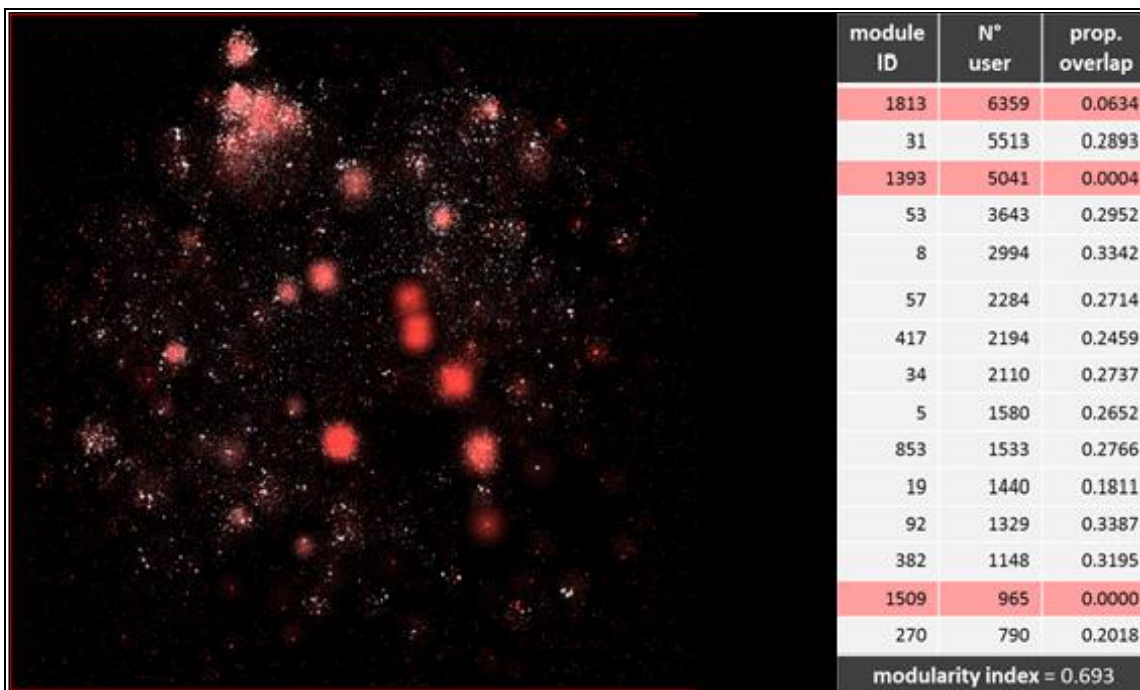 module ID N° user prop. overlap
1813 6359 0.0634
31 5513 0.2893
1393 5041 0.0004
53 3643 0.2952
8 2994 0.3342
57 2284 0.2714
417 2194 0.2459
34 2110 0.2737
5 1580 0.2652
853 1533 0.2766
19 1440 0.1811
92 1329 0.3387
382 1148 0.3195
1509 965 0.0000
270 790 0.2018
modularity index = 0.693